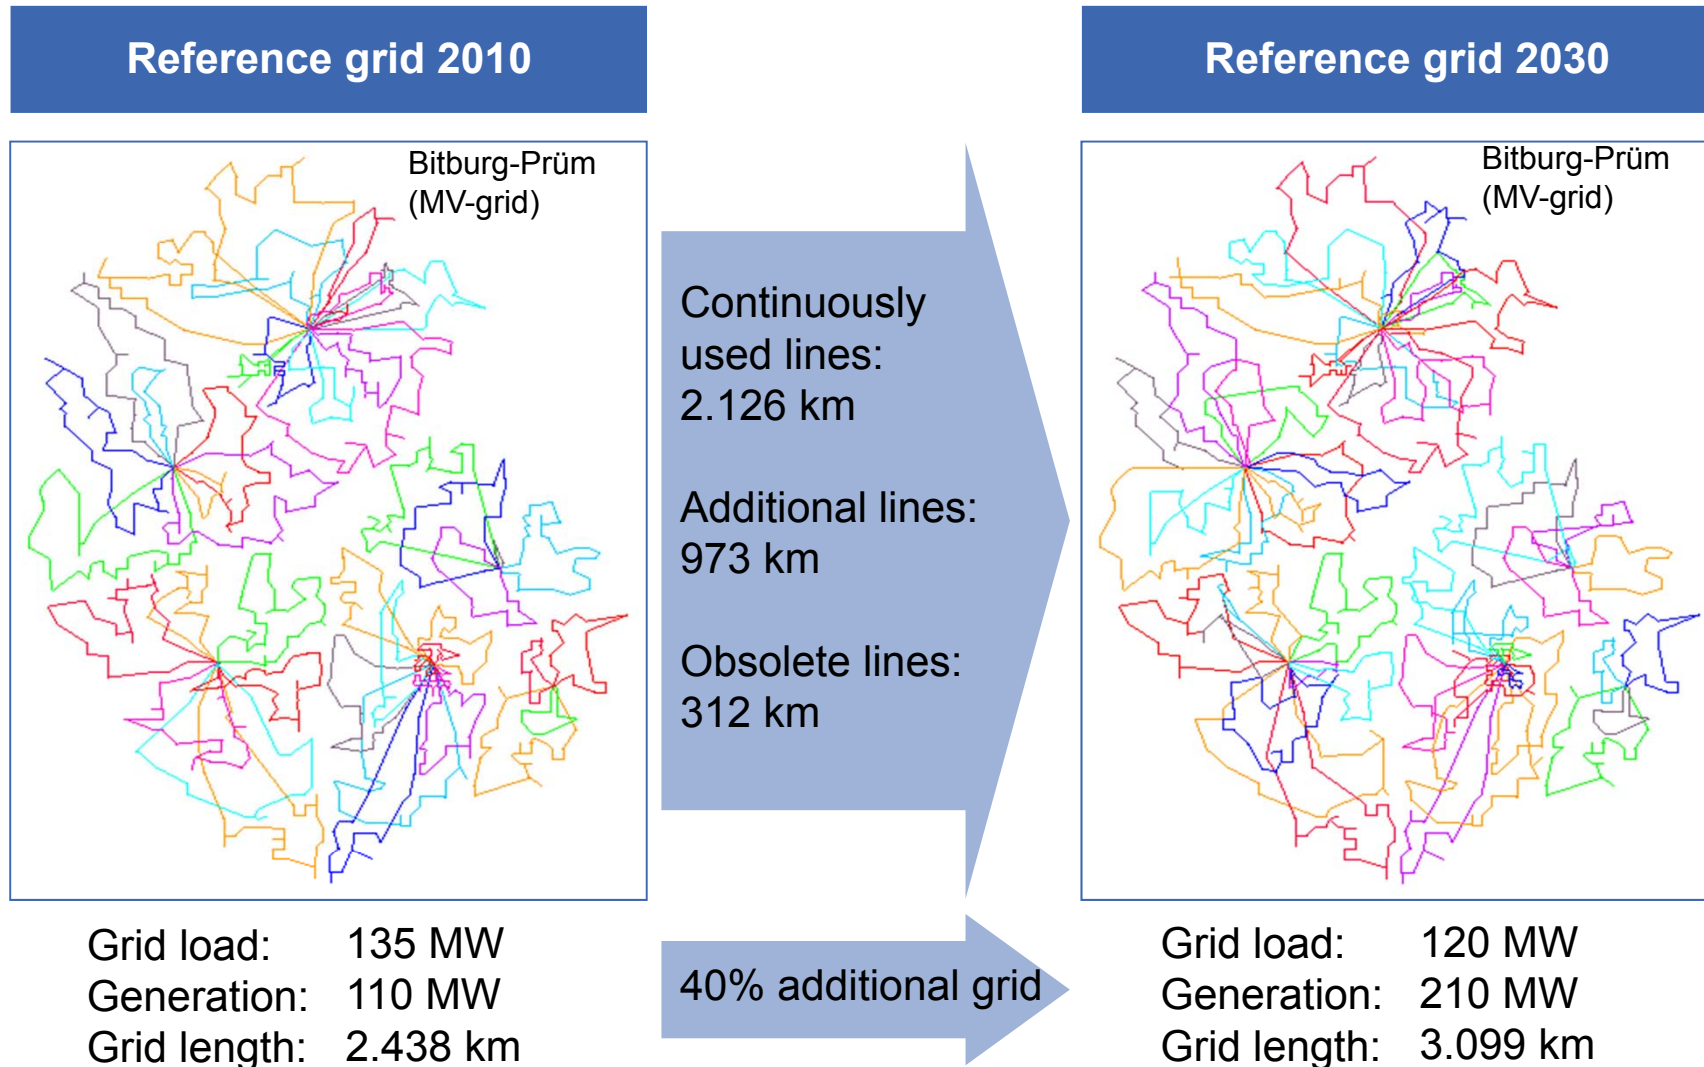 Reference grid 2010
Bitburg-Prüm
(MV-grid)
Grid load: 135 MW
Generation: 110 MW
Grid length: 2.438 km
Continuously
used lines:
2.126 km
Additional lines:
973 km
Obsolete lines:
312 km
40% additional grid
Reference grid 2030
Bitburg-Prüm
(MV-grid)
Grid load: 120 MW
Generation: 210 MW
Grid length: 3.099 km